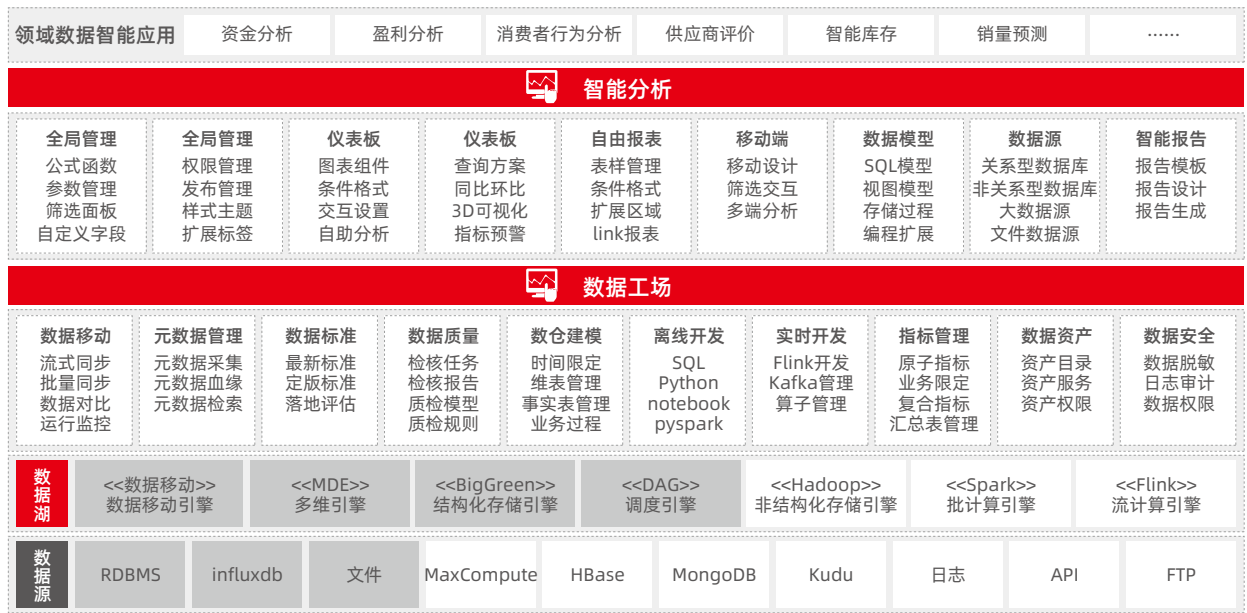 领域数据智能应用 资金分析 盈利分析 消费者行为分析 供应商评价 智能库存 销量预测 ……
智能分析
全局管理
公式函数
参数管理
筛选面板
自定义字段
全局管理
权限管理
发布管理
样式主题
扩展标签
仪表板
图表组件
条件格式
交互设置
自助分析
仪表板
查询方案
同比环比
3D可视化
指标预警
自由报表
表样管理
条件格式
扩展区域
link报表
移动端
移动设计
筛选交互
多端分析
数据模型
SQL模型
视图模型
存储过程
编程扩展
数据源
关系型数据库
非关系型数据库
大数据源
文件数据源
智能报告
报告模板
报告设计
报告生成
数据工场
数据移动
流式同步
批量同步
数据对比
运行监控
元数据管理
元数据采集
元数据血缘
元数据检索
数据标准
最新标准
定版标准
落地评估
数据质量
检核任务
检核报告
质检模型
质检规则
数仓建模
时间限定
维表管理
事实表管理
业务过程
离线开发
SQL
Python
notebook
pyspark
实时开发
Flink开发
Kafka管理
算子管理
指标管理
原子指标
业务限定
复合指标
汇总表管理
数据资产
资产目录
资产服务
资产权限
数据安全
数据脱敏
日志审计
数据权限
数据湖
<<数据移动>>
数据移动引擎
<<MDE>>
多维引擎
<<BigGreen>>
结构化存储引擎
<<DAG>>
调度引擎
<<Hadoop>>
非结构化存储引擎
<<Spark>>
批计算引擎
<<Flink>>
流计算引擎
数据源
RDBMS influxdb 文件 MaxCompute HBase MongoDB Kudu 日志 API FTP